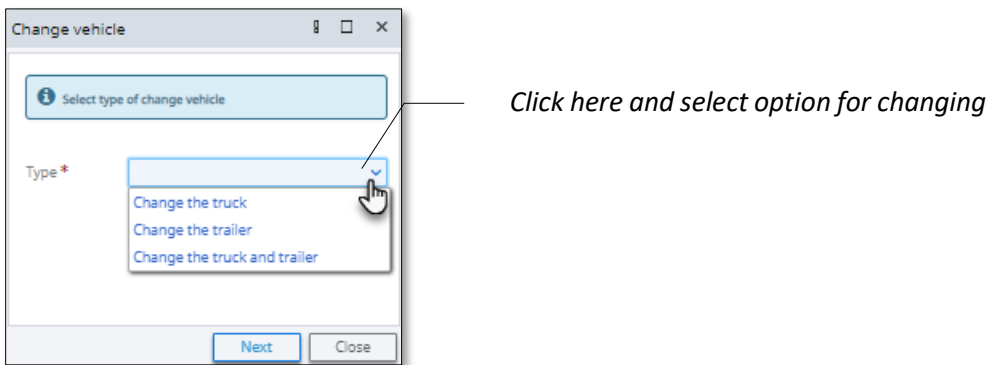 Change vehicle
Select type of change vehicle
Click here and select option for changing
Type *
Change the truck
Change the trailer
Change the truck and trailer
Next
Close